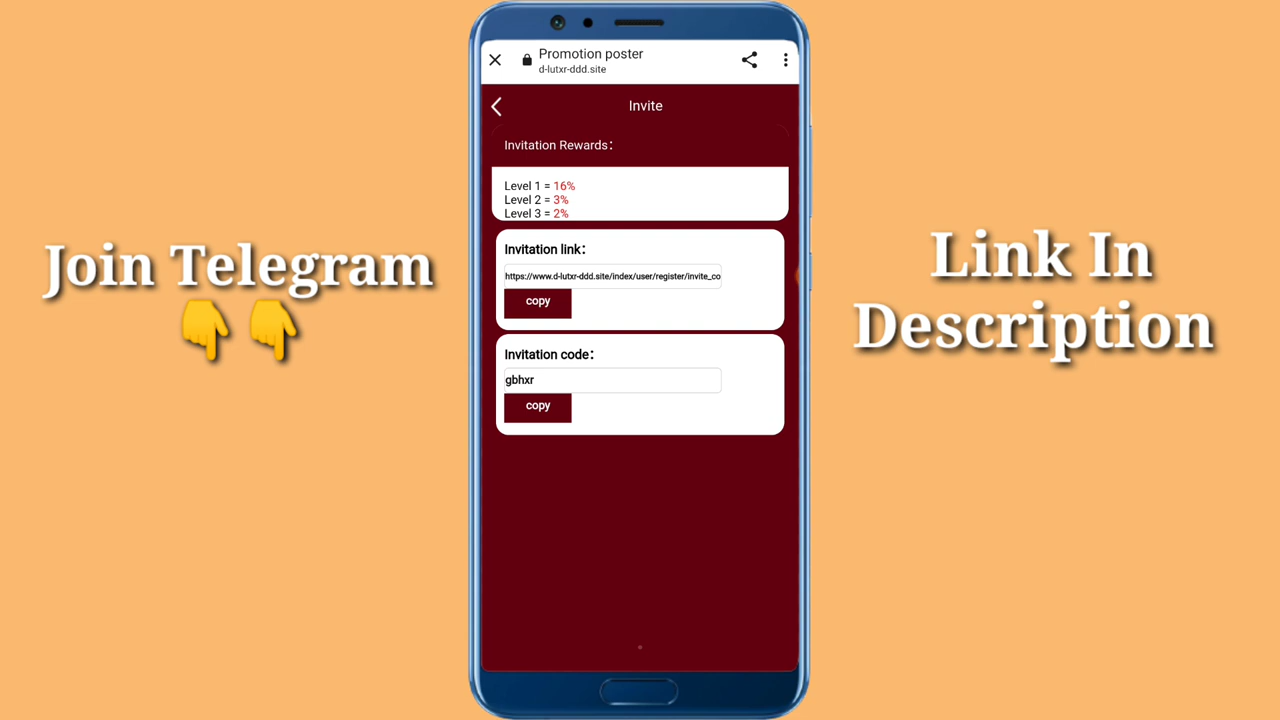 Promotion poster
d-lutxr-ddd.site
Invite
Invitation Rewards：
Level 1 = 16%
Level 2 = 3%
Level 3 = 2%
Invitation link：
https://www.d-lutxr-ddd.site/index/user/register/invite_co
copy
Invitation code：
gbhxr
copy
Join Telegram
👇👇
Link In
Description